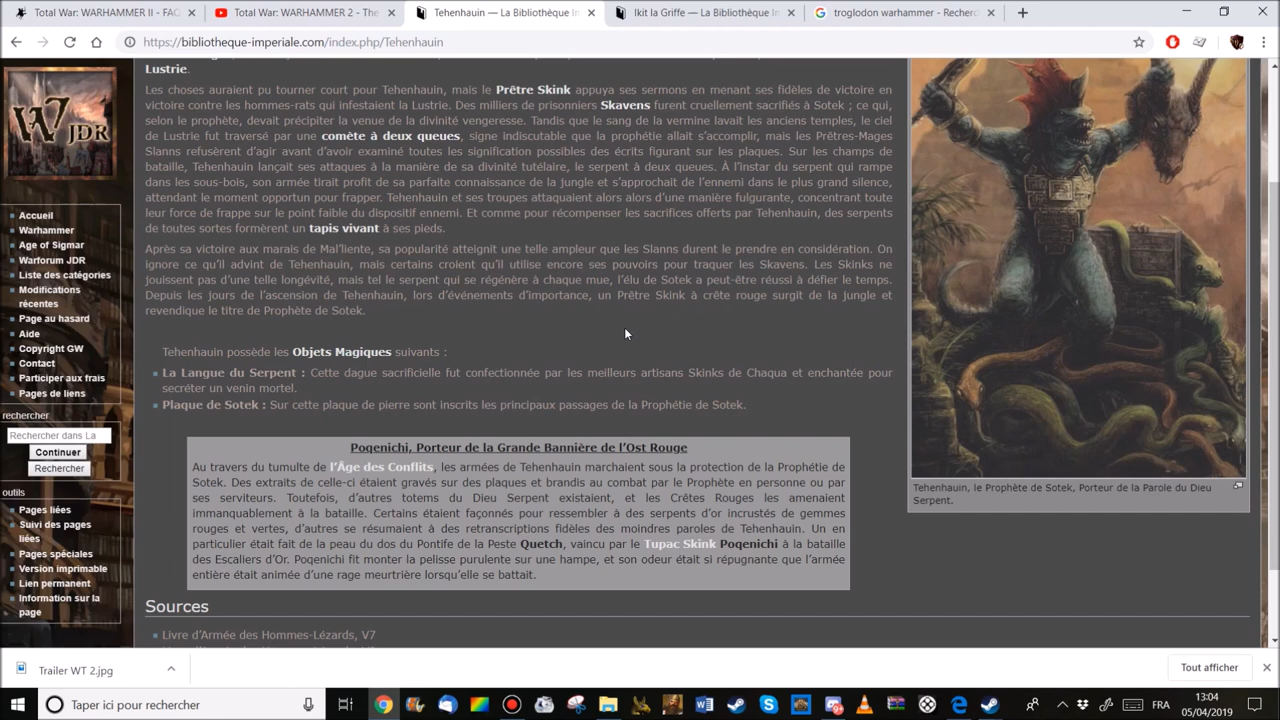 Total War: WARHAMMER II - FAQ
Total War: WARHAMMER 2 - The
Tehenhauin — La Bibliothèque Im
Ikit la Griffe — La Bibliothèque I
troglodon warhammer - Recherc
https://bibliotheque-imperiale.com/index.php/Tehenhauin
W JDR
Accueil
Warhammer
Age of Sigmar
Warforum JDR
Liste des catégories
Modifications
récentes
Page au hasard
Aide
Copyright GW
Contact
Participer aux frais
Pages de liens
rechercher
Rechercher dans La
Continuer
Rechercher
outils
Pages liées
Suivi des pages
liées
Pages spéciales
Version imprimable
Lien permanent
Information sur la
page
Lustrie.
Les choses auraient pu tourner court pour Tehenhauin, mais le Prêtre Skink appuya ses sermons en menant ses fidèles de victoire en
victoire contre les hommes-rats qui infestaient la Lustrie. Des milliers de prisonniers Skavens furent cruellement sacrifiés à Sotek ; ce qui,
selon le prophète, devait précipiter la venue de la divinité vengeresse. Tandis que le sang de la vermine lavait les anciens temples, le ciel
de Lustrie fut traversé par une comète à deux queues, signe indiscutable que la prophétie allait s’accomplir, mais les Prêtres-Mages
Slanns refusèrent d’agir avant d’avoir examiné toutes les signification possibles des écrits figurant sur les plaques. Sur les champs de
bataille, Tehenhauin lançait ses attaques à la manière de sa divinité tutélaire, le serpent à deux queues. À l’instar du serpent qui rampe
dans les sous-bois, son armée tirait profit de sa parfaite connaissance de la jungle et s’approchait de l’ennemi dans le plus grand silence,
attendant le moment opportun pour frapper. Tehenhauin et ses troupes attaquaient alors alors d’une manière fulgurante, concentrant toute
leur force de frappe sur le point faible du dispositif ennemi. Et comme pour récompenser les sacrifices offerts par Tehenhauin, des serpents
de toutes sortes formèrent un tapis vivant à ses pieds.
Après sa victoire aux marais de Mal’liente, sa popularité atteignit une telle ampleur que les Slanns durent le prendre en considération. On
ignore ce qu’il advint de Tehenhauin, mais certains croient qu’il utilise encore ses pouvoirs pour traquer les Skavens. Les Skinks ne
jouissent pas d’une telle longévité, mais tel le serpent qui se régénère à chaque mue, l’élu de Sotek a peut-être réussi à défier le temps.
Depuis les jours de l’ascension de Tehenhauin, lors d’événements d’importance, un Prêtre Skink à crête rouge surgit de la jungle et
revendique le titre de Prophète de Sotek.
Tehenhauin possède les Objets Magiques suivants :
La Langue du Serpent : Cette dague sacrificielle fut confectionnée par les meilleurs artisans Skinks de Chaqua et enchantée pour
secréter un venin mortel.
Plaque de Sotek : Sur cette plaque de pierre sont inscrits les principaux passages de la Prophétie de Sotek.
Poqenichi, Porteur de la Grande Bannière de l’Ost Rouge
Au travers du tumulte de l’Âge des Conflits, les armées de Tehenhauin marchaient sous la protection de la Prophétie de
Sotek. Des extraits de celle-ci étaient gravés sur des plaques et brandis au combat par le Prophète en personne ou par
ses serviteurs. Toutefois, d’autres totems du Dieu Serpent existaient, et les Crêtes Rouges les amenaient
immanquablement à la bataille. Certains étaient façonnés pour ressembler à des serpents d’or incrustés de gemmes
rouges et vertes, d’autres se résumaient à des retranscriptions fidèles des moindres paroles de Tehenhauin. Un en
particulier était fait de la peau du dos du Pontife de la Peste Quetch, vaincu par le Tupac Skink Poqenichi à la bataille
des Escaliers d’Or. Poqenichi fit monter la pelisse purulente sur une hampe, et son odeur était si répugnante que l’armée
entière était animée d’une rage meurtrière lorsqu’elle se battait.
Sources
Livre d’Armée des Hommes-Lézards, V7
Tehenhauin, le Prophète de Sotek, Porteur de la Parole du Dieu
Serpent.
Trailer WT 2.jpg
Tout afficher
Taper ici pour rechercher
FRA
13:04
05/04/2019